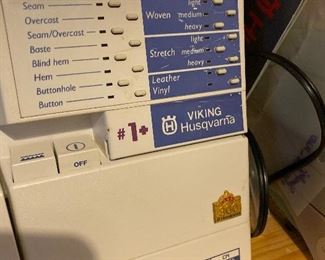 Seam
Overcast
Seam/Overcast
Baste
Blind hem
Hem
Buttonhole
Button
light
Woven medium
heavy
light
Stretch medium
heavy
Leather
Vinyl
#1+
VIKING
Husqvarna
OFF